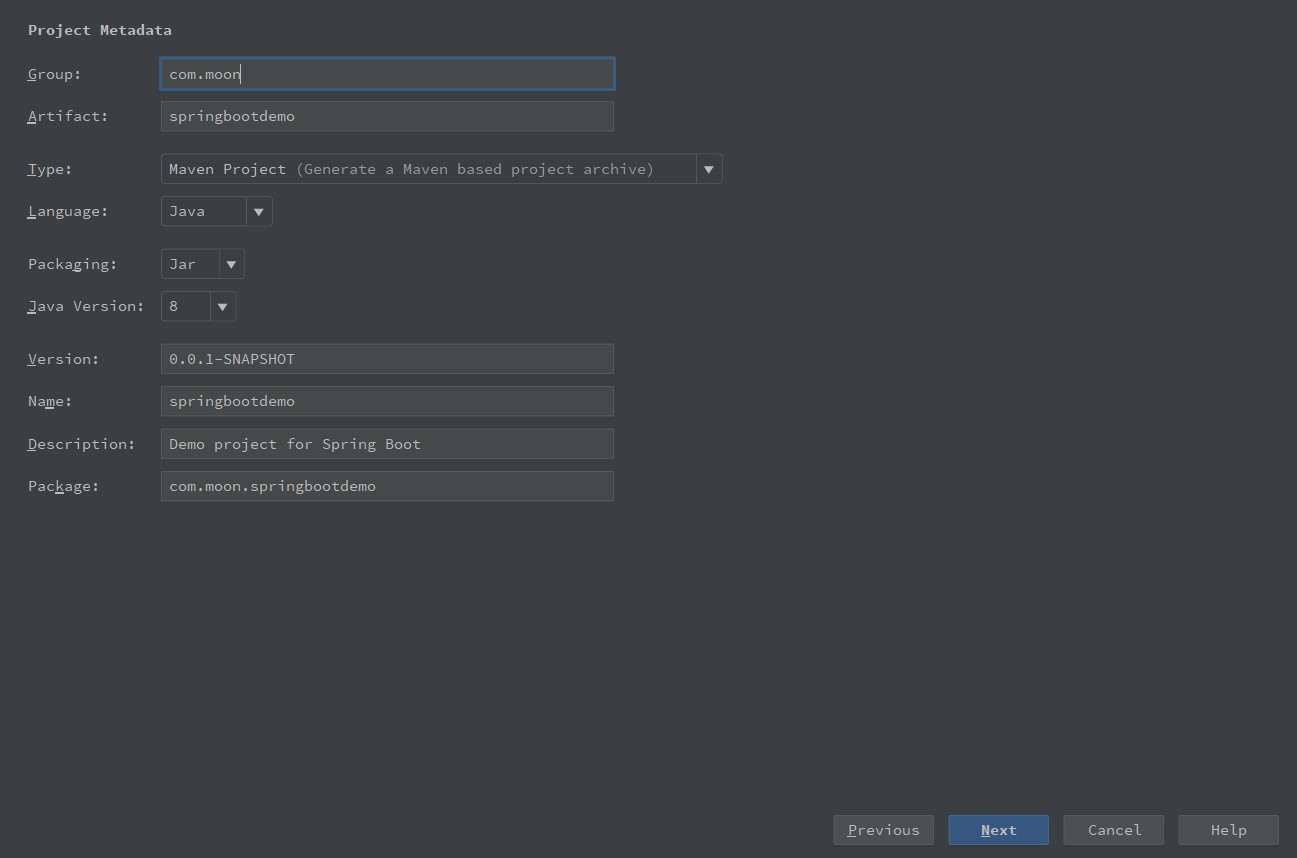 Project Metadata
Group: com.moon
Artifact: springbootdemo
Type: Maven Project (Generate a Maven based project archive)
Language: Java
Packaging: Jar
Java Version: 8
Version: 0.0.1-SNAPSHOT
Name: springbootdemo
Description: Demo project for Spring Boot
Package: com.moon.springbootdemo
Previous Next Cancel Help